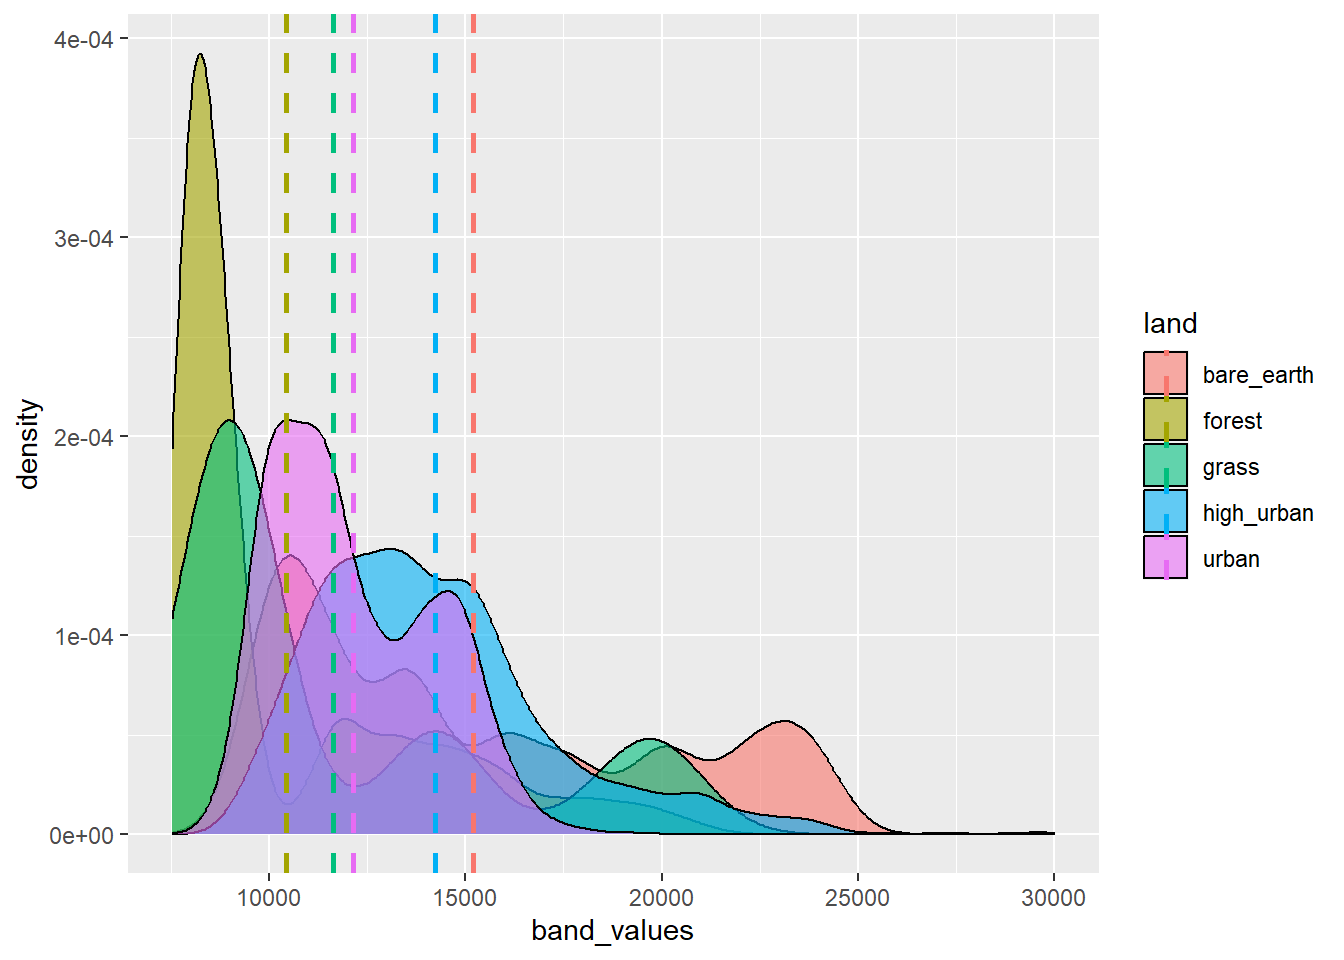 4e-04
3e-04
2e-04
1e-04
0e+00
density
10000 15000 20000 25000 30000
band_values
land
bare_earth
forest
grass
high_urban
urban